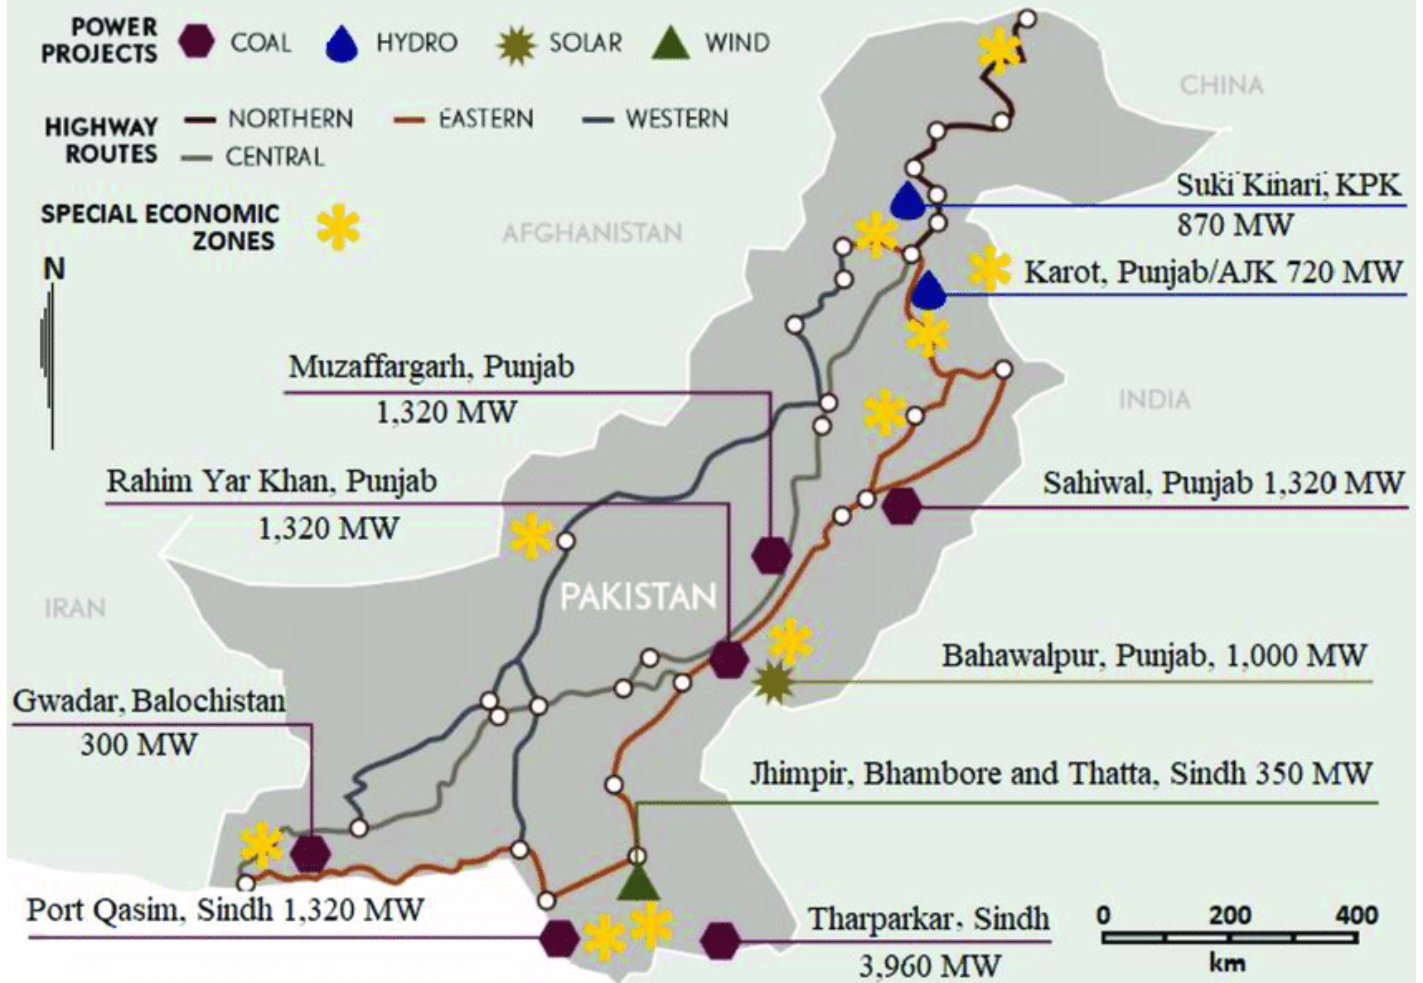 POWER
PROJECTS
COAL
HYDRO
SOLAR
WIND
HIGHWAY
ROUTES
NORTHERN
EASTERN
WESTERN
CENTRAL
SPECIAL ECONOMIC
ZONES
N
CHINA
AFGHANISTAN
Suki Kinari, KPK
870 MW
Karot, Punjab/AJK 720 MW
Muzaffargarh, Punjab
1,320 MW
INDIA
Rahim Yar Khan, Punjab
1,320 MW
Sahiwal, Punjab 1,320 MW
IRAN
PAKISTAN
Bahawalpur, Punjab, 1,000 MW
Gwadar, Balochistan
300 MW
Jhimpir, Bhambore and Thatta, Sindh 350 MW
Port Qasim, Sindh 1,320 MW
Tharparkar, Sindh
3,960 MW
0 200 400
km